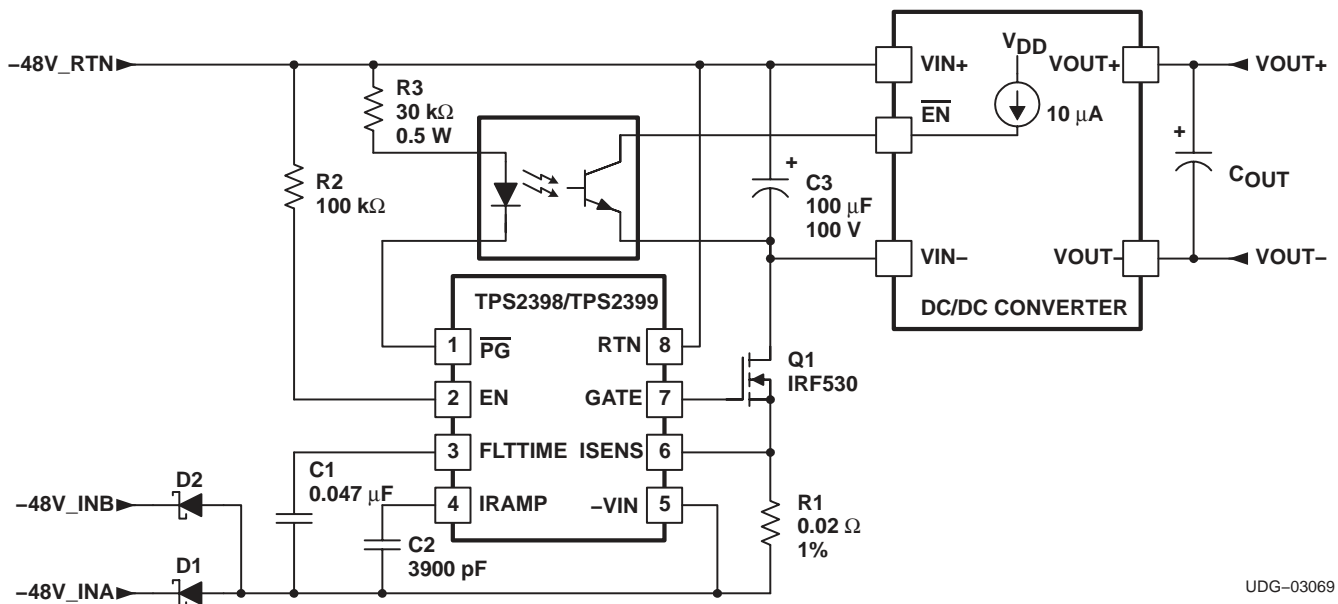 –48V_RTN
R3
30 kΩ
0.5 W
R2
100 kΩ
C3
100 μF
100 V
+
VDD
VIN+
VOUT+
VOUT+
EN
10 μA
+
COUT
VIN–
VOUT–
VOUT–
DC/DC CONVERTER
TPS2398/TPS2399
1 PG
RTN 8
2 EN
GATE 7
3 FLTTIME
ISENS 6
4 IRAMP
–VIN 5
Q1
IRF530
C1
0.047 μF
C2
3900 pF
R1
0.02 Ω
1%
–48V_INB
D2
–48V_INA
D1
UDG–03069